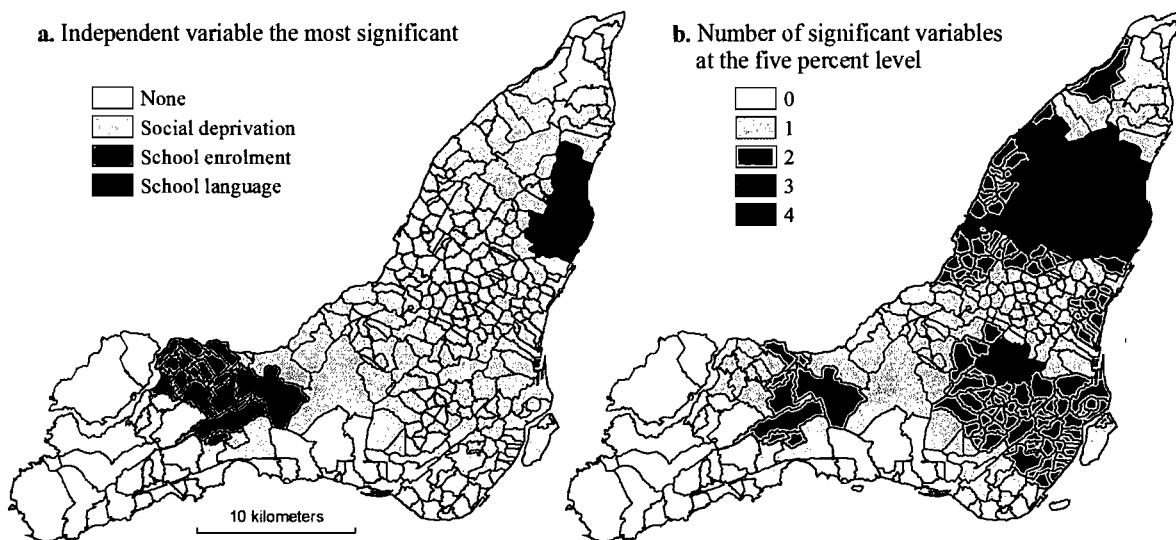 a. Independent variable the most significant
None
Social deprivation
School enrolment
School language
10 kilometers
b. Number of significant variables
at the five percent level
0
1
2
3
4